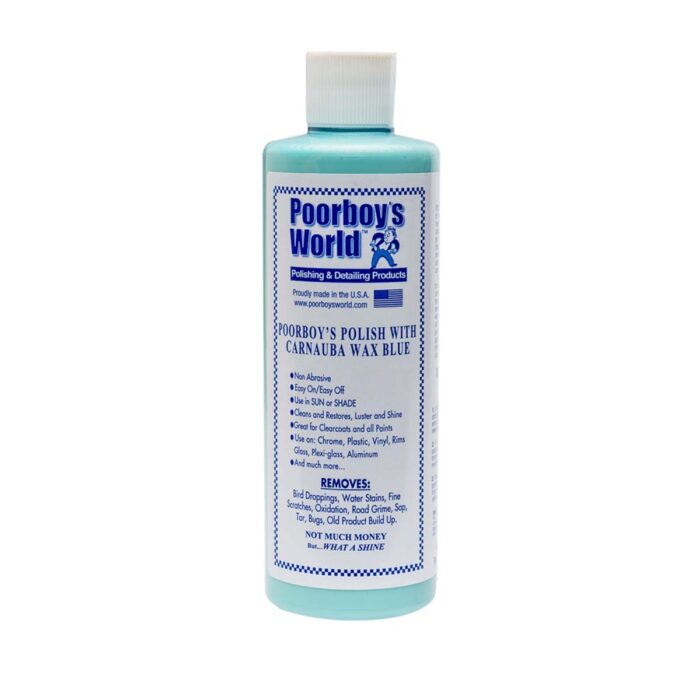 Poorboy's
World™
Polishing & Detailing Products
Proudly made in the U.S.A.
www.poorboysworld.com
POORBOY'S POLISH WITH
CARNAUBA WAX BLUE
•Non Abrasive
•Easy On/Easy Off
•Use in SUN or SHADE
•Cleans and Restores, Luster and Shine
•Great for Clearcoats and all Paints
•Use on: Chrome, Plastic, Vinyl, Rims
Glass, Plexi-glass, Aluminum
•And much more...
REMOVES:
Bird Droppings, Water Stains, Fine
Scratches, Oxidation, Road Grime, Sap,
Tar, Bugs, Old Product Build Up.
NOT MUCH MONEY
But...WHAT A SHINE